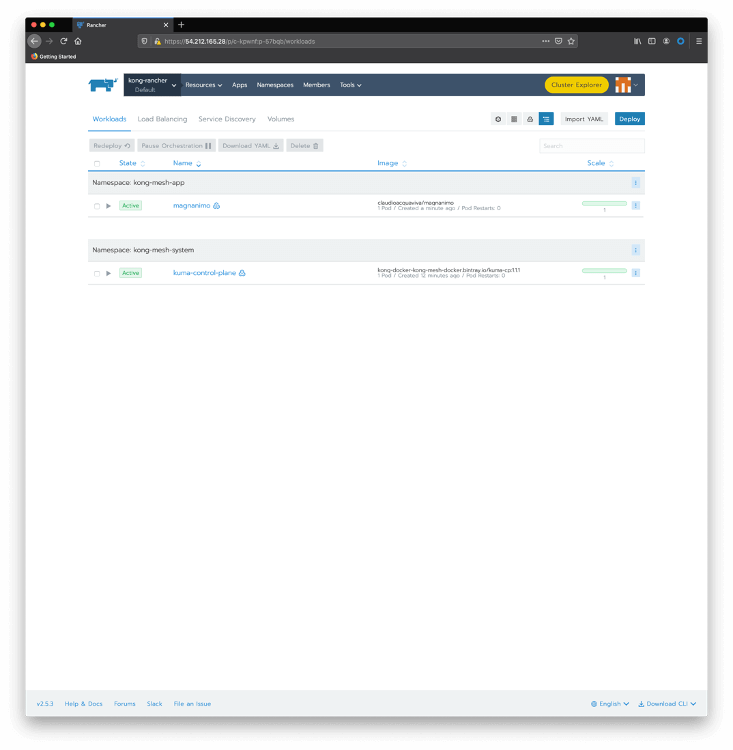 Rancher
https://54.212.166.28/p/c-kpwnf:p-67bqb/workloads
Getting Started
kong-rancher
Default
Resources Apps Namespaces Members Tools
Cluster Explorer
Workloads Load Balancing Service Discovery Volumes
Import YAML Deploy
Redeploy Pause Orchestration Download YAML Delete
Search
State Name Image Scale
Namespace: kong-mesh-app
Active magnanimo claudioacquaviva/magnanimo
1 Pod / Created a minute ago / Pod Restarts: 0
1
Namespace: kong-mesh-system
Active kuma-control-plane kong-docker-kong-mesh-docker.bintray.io/kuma-cp:1.1.1
1 Pod / Created 12 minutes ago / Pod Restarts: 0
1
v2.5.3 Help & Docs Forums Slack File an Issue English Download CLI